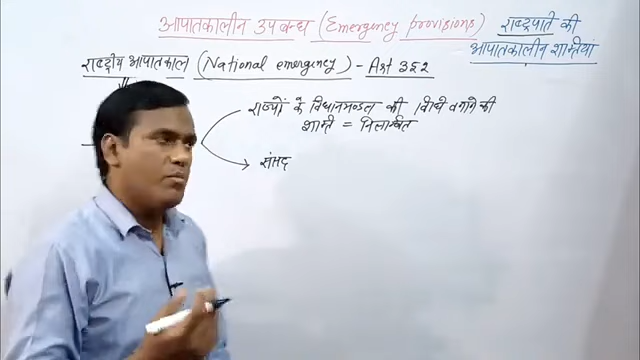 आपातकालीन उपबन्ध (Emergency provisions)
राष्ट्रपति की
आपातकालीन शक्तियां
राष्ट्रीय आपातकाल (National emergency) - Art 352
राज्यों के विधानमण्डल की विधि बनाने की
शक्ति = निलम्बित
संसद